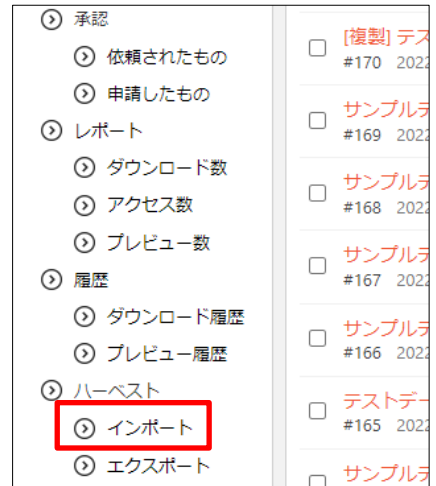 承認
依頼されたもの
申請したもの
レポート
ダウンロード数
アクセス数
プレビュー数
履歴
ダウンロード履歴
プレビュー履歴
ハーベスト
インポート
エクスポート
[複製] テス
#170 2022
サンプルデ
#169 2022
サンプルデ
#168 2022
サンプルデ
#167 2022
サンプルデ
#166 2022
テストデー
#165 2022
サンプルデ